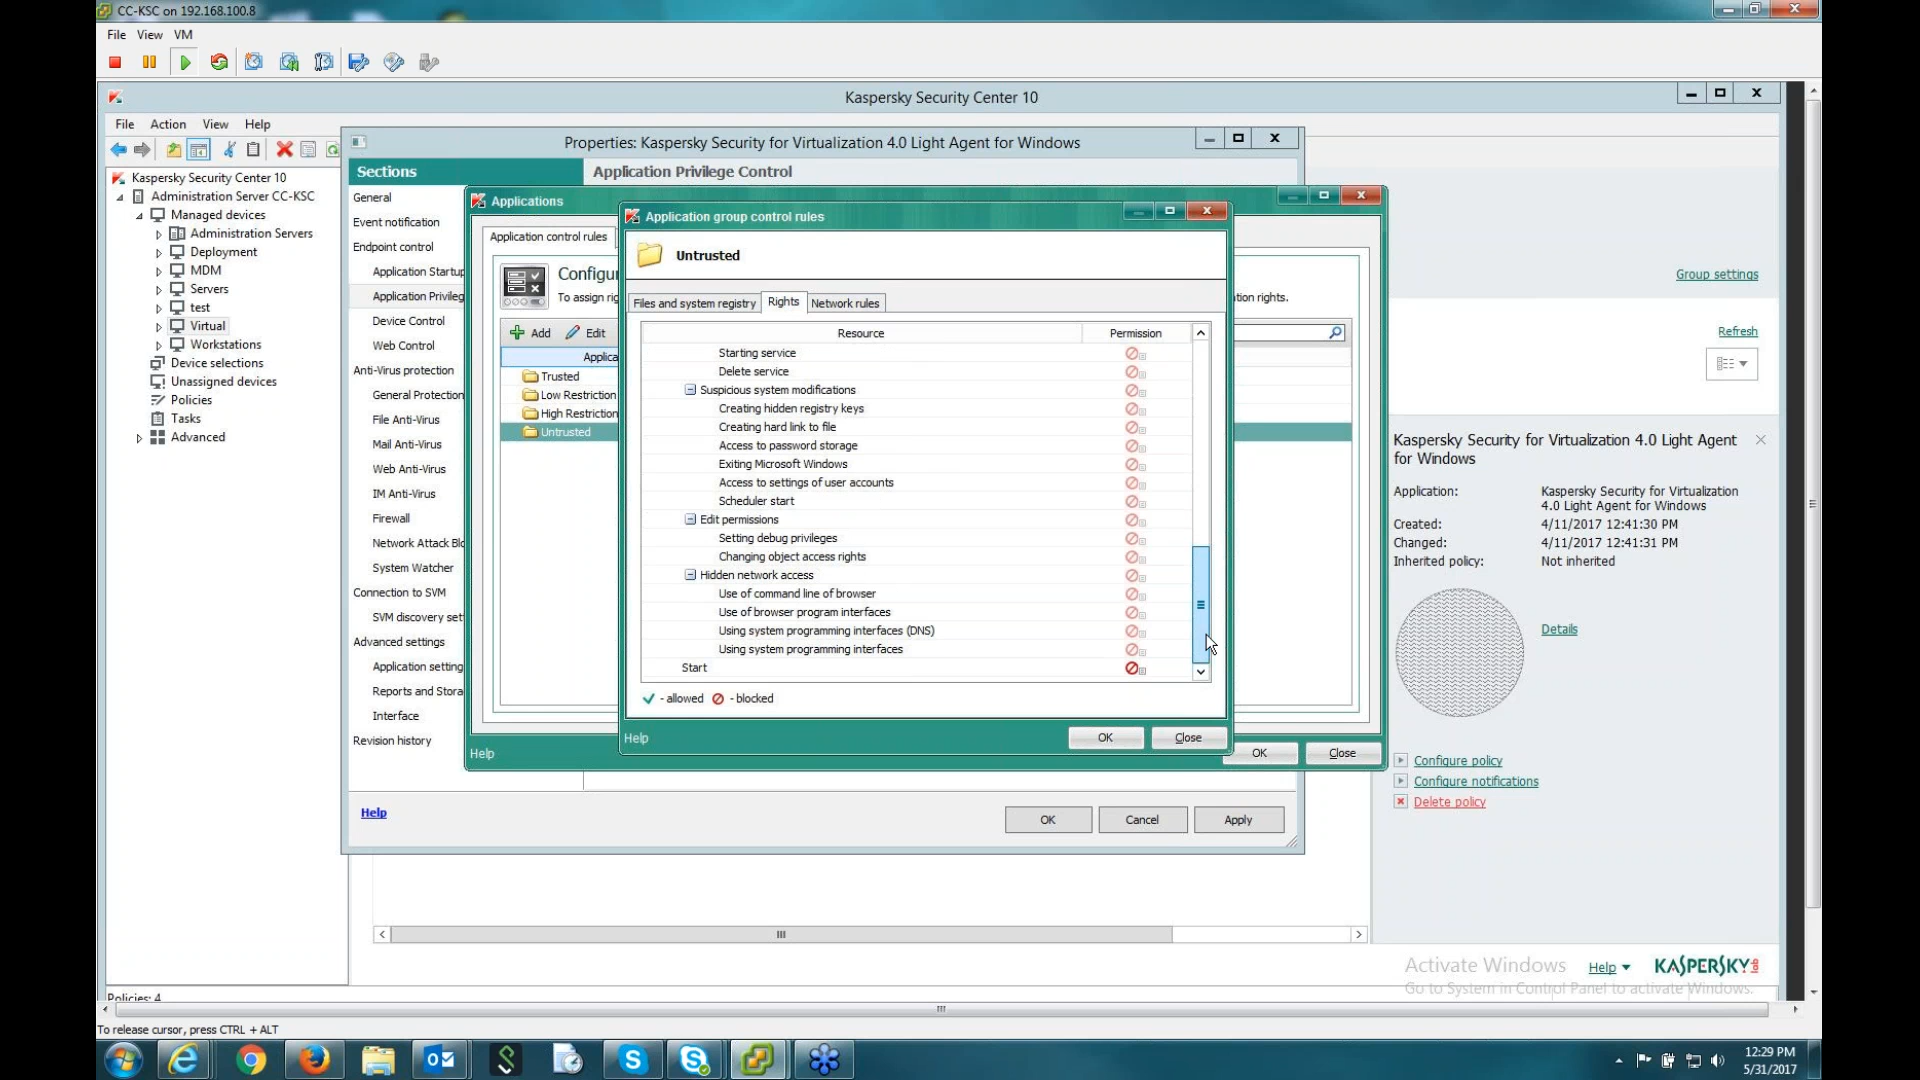 CC-KSC on 192.168.100.8
File View VM
Kaspersky Security Center 10
File Action View Help
Kaspersky Security Center 10
Administration Server CC-KSC
Managed devices
Administration Servers
Deployment
MDM
Servers
test
Virtual
Workstations
Device selections
Unassigned devices
Policies
Tasks
Advanced
Policies: 4
Properties: Kaspersky Security for Virtualization 4.0 Light Agent for Windows
Sections
General
Event notification
Endpoint control
Application Startup
Application Privileg
Device Control
Web Control
Anti-Virus protection
General Protection
File Anti-Virus
Mail Anti-Virus
Web Anti-Virus
IM Anti-Virus
Firewall
Network Attack Blo
System Watcher
Connection to SVM
SVM discovery set
Advanced settings
Application setting
Reports and Stora
Interface
Revision history
Help
Application Privilege Control
OK Cancel Apply
Applications
Application control rules
Configu
To assign rig
tion rights.
Add Edit
Applica
Trusted
Low Restriction
High Restriction
Untrusted
Help
OK Close
Application group control rules
Untrusted
Files and system registry Rights Network rules
Resource Permission
Starting service
Delete service
Suspicious system modifications
Creating hidden registry keys
Creating hard link to file
Access to password storage
Exiting Microsoft Windows
Access to settings of user accounts
Scheduler start
Edit permissions
Setting debug privileges
Changing object access rights
Hidden network access
Use of command line of browser
Use of browser program interfaces
Using system programming interfaces (DNS)
Using system programming interfaces
Start
- allowed - blocked
Help
OK Close
Group settings
Refresh
Kaspersky Security for Virtualization 4.0 Light Agent
for Windows
Application: Kaspersky Security for Virtualization
4.0 Light Agent for Windows
Created: 4/11/2017 12:41:30 PM
Changed: 4/11/2017 12:41:31 PM
Inherited policy: Not inherited
Details
Configure policy
Configure notifications
Delete policy
Activate Windows
Go to System in Control Panel to activate Windows.
Help
KASPERSKY lab
To release cursor, press CTRL + ALT
12:29 PM
5/31/2017